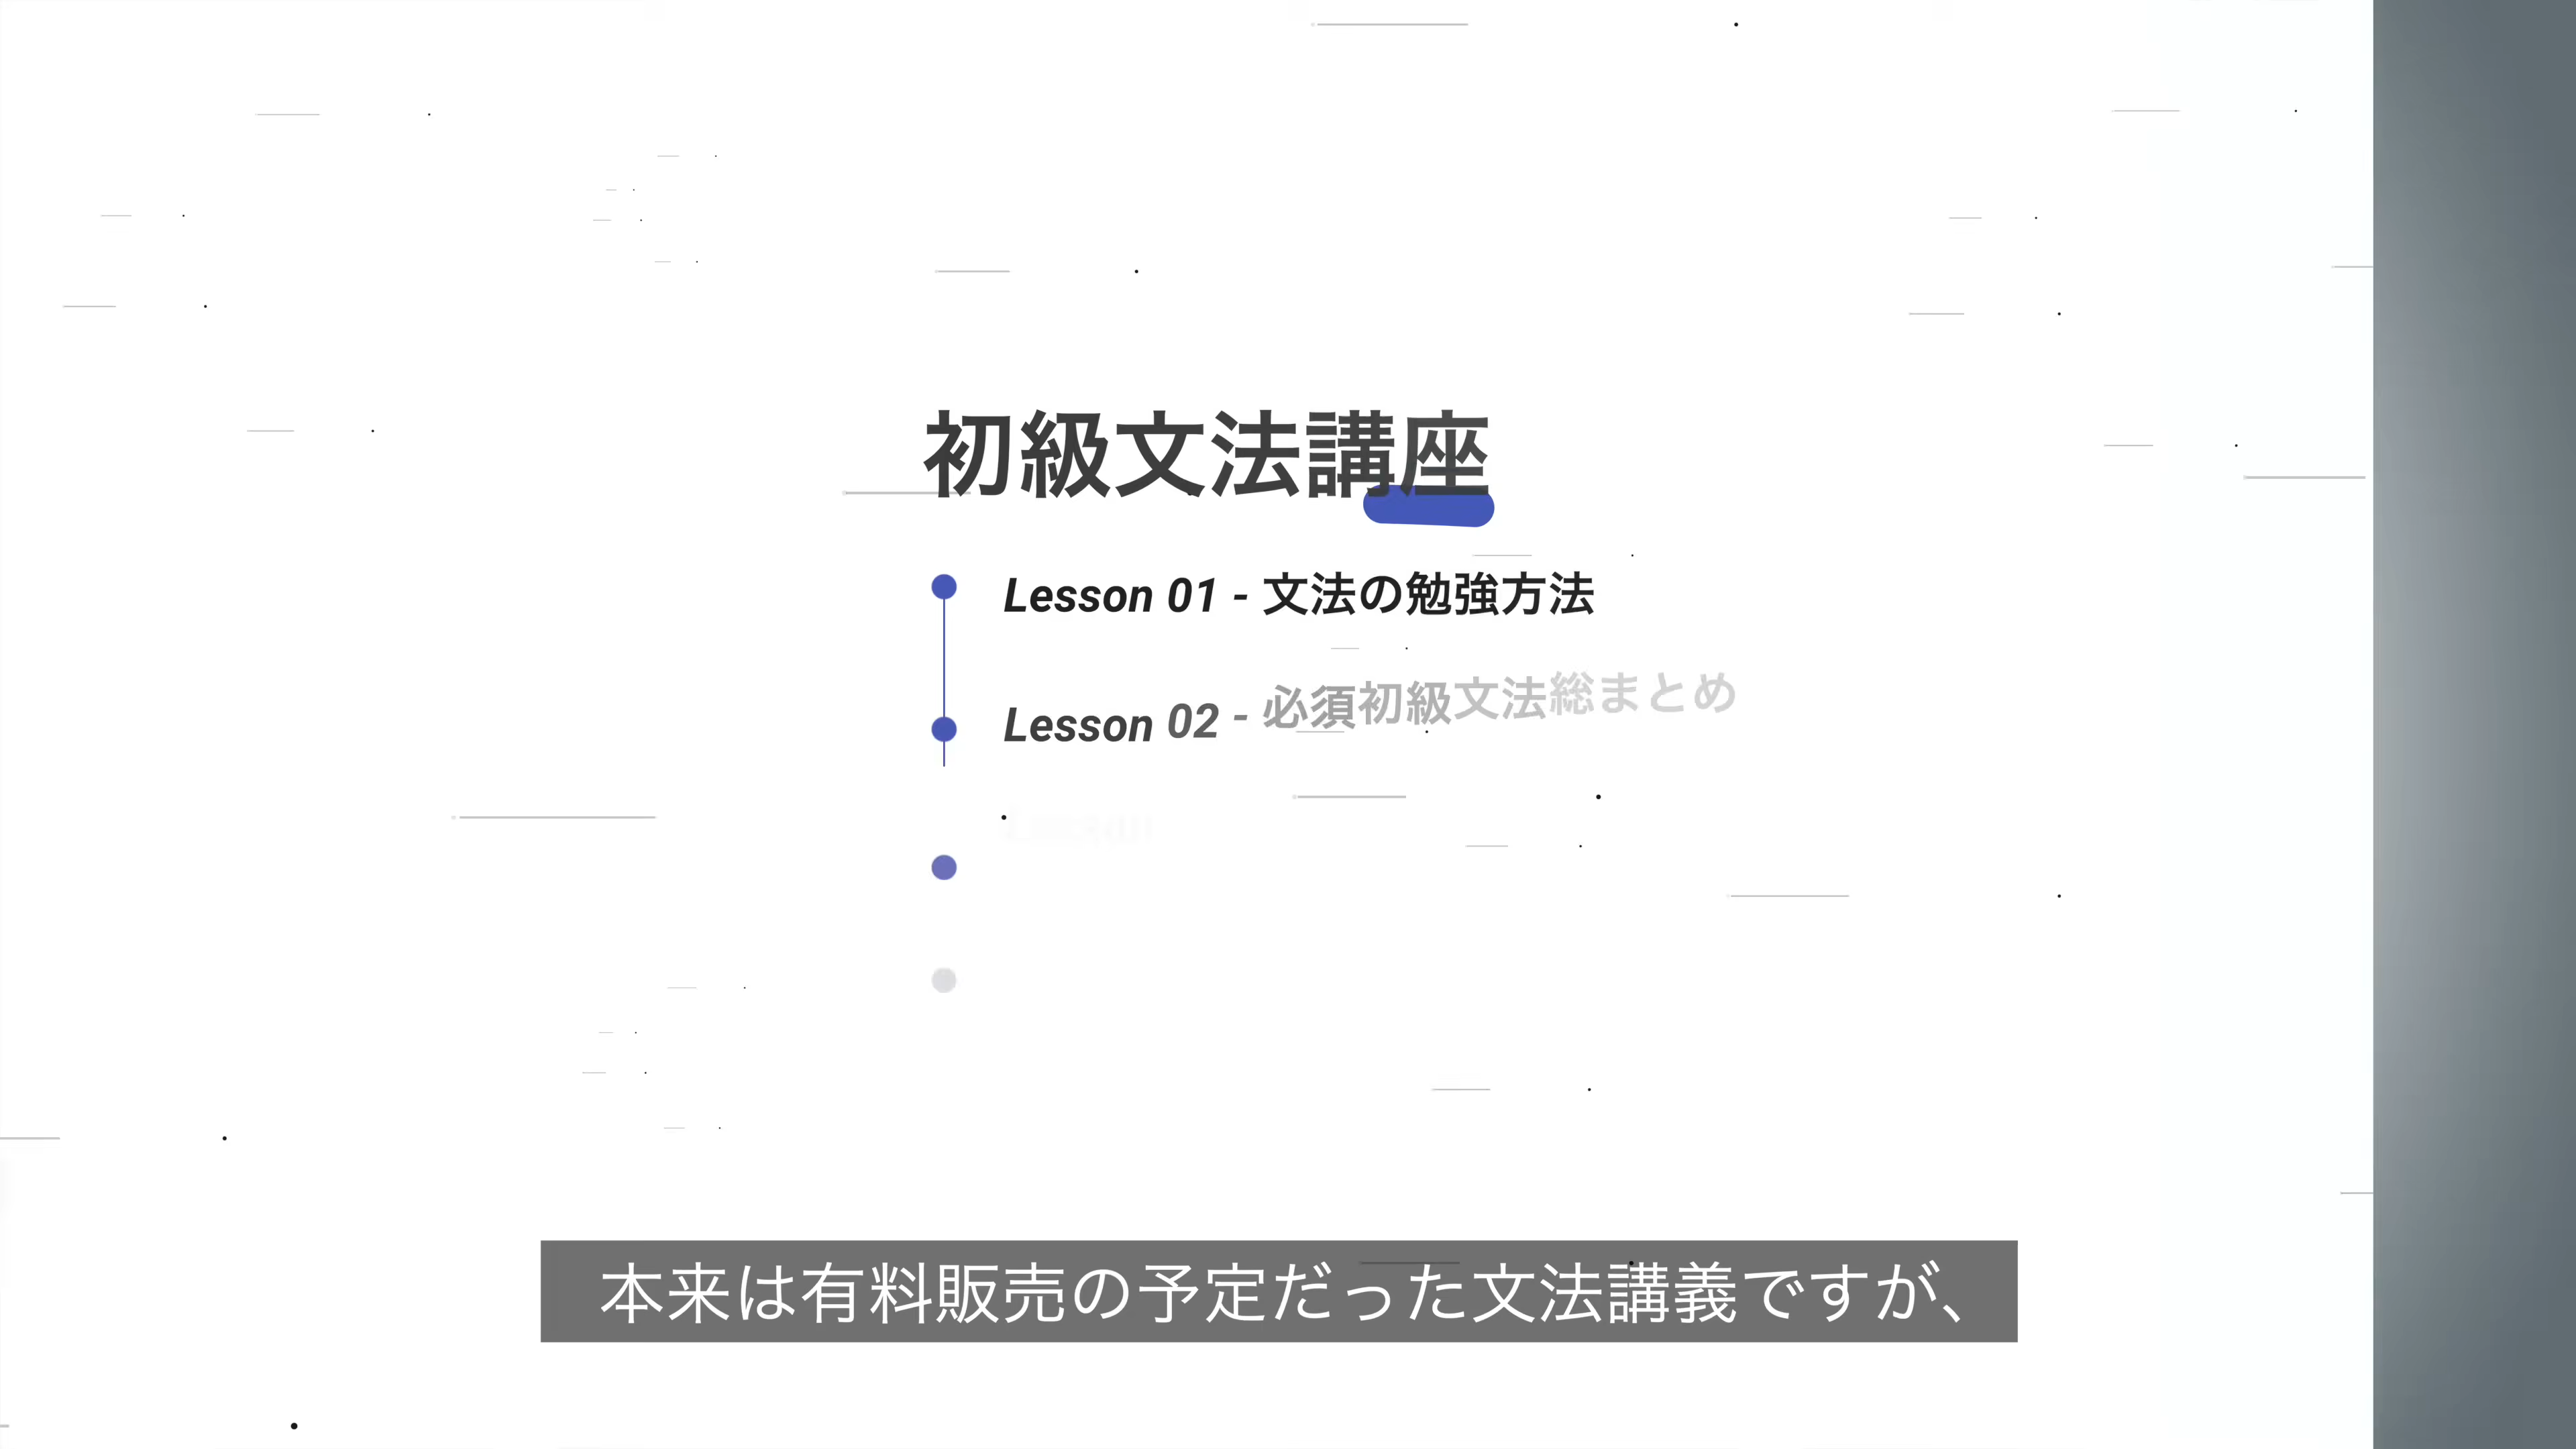 初級文法講座
Lesson 01 - 文法の勉強方法
Lesson 02 - 必須初級文法総まとめ
本来は有料販売の予定だった文法講義ですが、